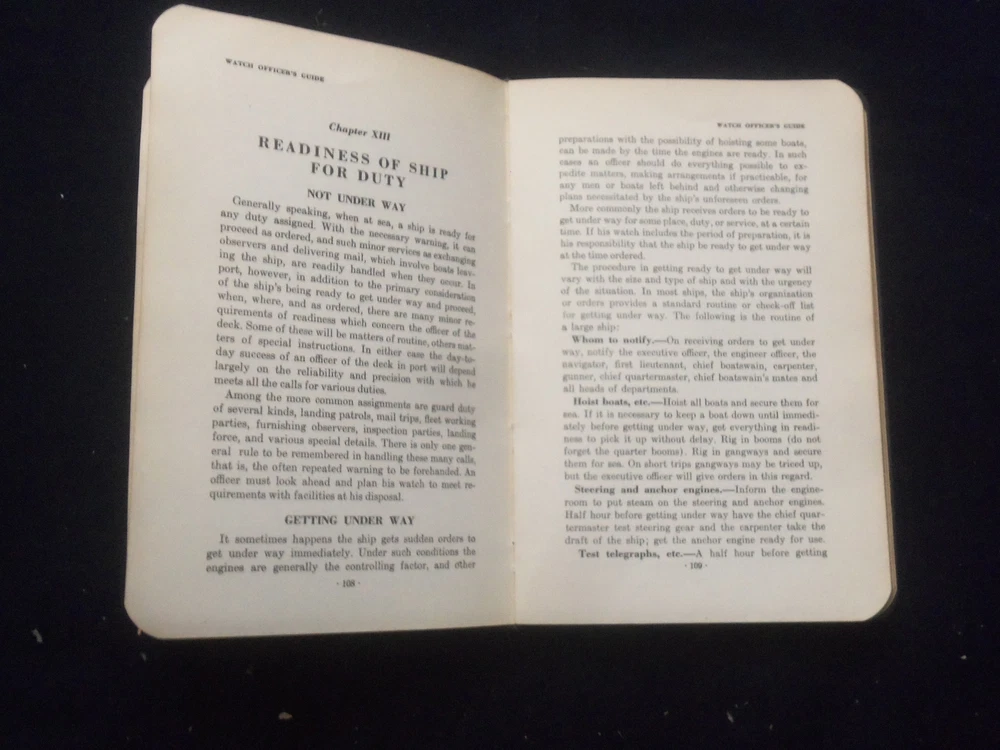 WATCH OFFICER'S GUIDE
Chapter XIII
READINESS OF SHIP
FOR DUTY
NOT UNDER WAY
Generally speaking, when at sea, a ship is ready for
any duty assigned. With the necessary warning, it can
proceed as ordered, and such minor services as exchanging
observers and delivering mail, which involve boats leav-
ing the ship, are readily handled when they occur. In
port, however, in addition to the primary consideration
of the ship's being ready to get under way and proceed,
when, where, and as ordered, there are many minor re-
quirements of readiness which concern the officer of the
deck. Some of these will be matters of routine, others mat-
ters of special instructions. In either case the day-to-
day success of an officer of the deck in port will depend
largely on the reliability and precision with which he
meets all the calls for various duties.
Among the more common assignments are guard duty
of several kinds, landing patrols, mail trips, fleet working
parties, furnishing observers, inspection parties, landing
force, and various special details. There is only one gen-
eral rule to be remembered in handling these many calls,
that is, the often repeated warning to be forehanded. An
officer must look ahead and plan his watch to meet re-
quirements with facilities at his disposal.
GETTING UNDER WAY
It sometimes happens the ship gets sudden orders to
get under way immediately. Under such conditions the
engines are generally the controlling factor, and other
· 108 ·
WATCH OFFICER'S GUIDE
preparations with the possibility of hoisting some boats,
can be made by the time the engines are ready. In such
cases an officer should do everything possible to ex-
pedite matters, making arrangements if practicable, for
any men or boats left behind and otherwise changing
plans necessitated by the ship's unforeseen orders.
More commonly the ship receives orders to be ready to
get under way for some place, duty, or service, at a certain
time. If his watch includes the period of preparation, it is
his responsibility that the ship be ready to get under way
at the time ordered.
The procedure in getting ready to get under way will
vary with the size and type of ship and with the urgency
of the situation. In most ships, the ship's organization
or orders provides a standard routine or check-off list
for getting under way. The following is the routine of
a large ship:
Whom to notify.—On receiving orders to get under
way, notify the executive officer, the engineer officer, the
navigator, first lieutenant, chief boatswain, carpenter,
gunner, chief quartermaster, chief boatswain's mates and
all heads of departments.
Hoist boats, etc.—Hoist all boats and secure them for
sea. If it is necessary to keep a boat down until immedi-
ately before getting under way, get everything in readi-
ness to pick it up without delay. Rig in booms (do not
forget the quarter booms). Rig in gangways and secure
them for sea. On short trips gangways may be triced up,
but the executive officer will give orders in this regard.
Steering and anchor engines.—Inform the engine-
room to put steam on the steering and anchor engines.
Half hour before getting under way have the chief quar-
termaster test steering gear and the carpenter take the
draft of the ship; get the anchor engine ready for use.
Test telegraphs, etc.—A half hour before getting
· 109 ·